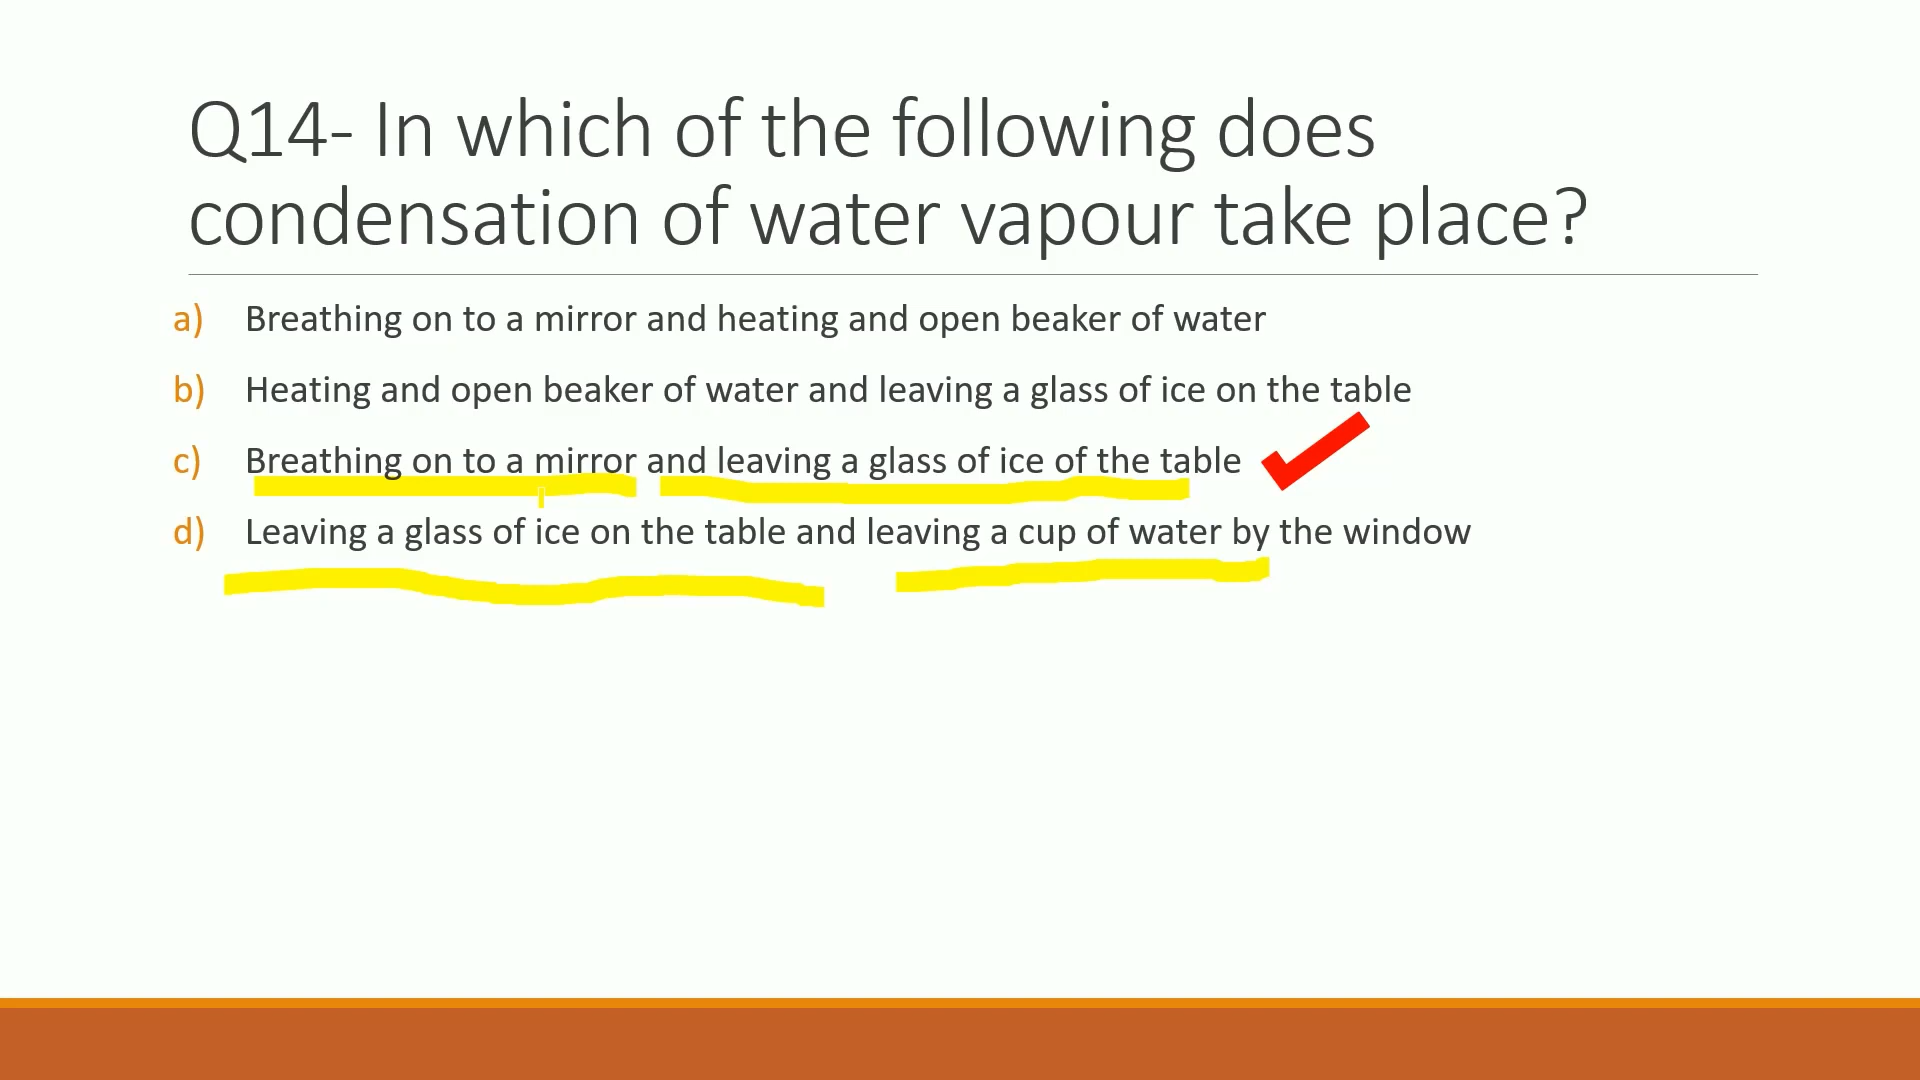 Q14- In which of the following does
condensation of water vapour take place?
a) Breathing on to a mirror and heating and open beaker of water
b) Heating and open beaker of water and leaving a glass of ice on the table
c) Breathing on to a mirror and leaving a glass of ice of the table
d) Leaving a glass of ice on the table and leaving a cup of water by the window